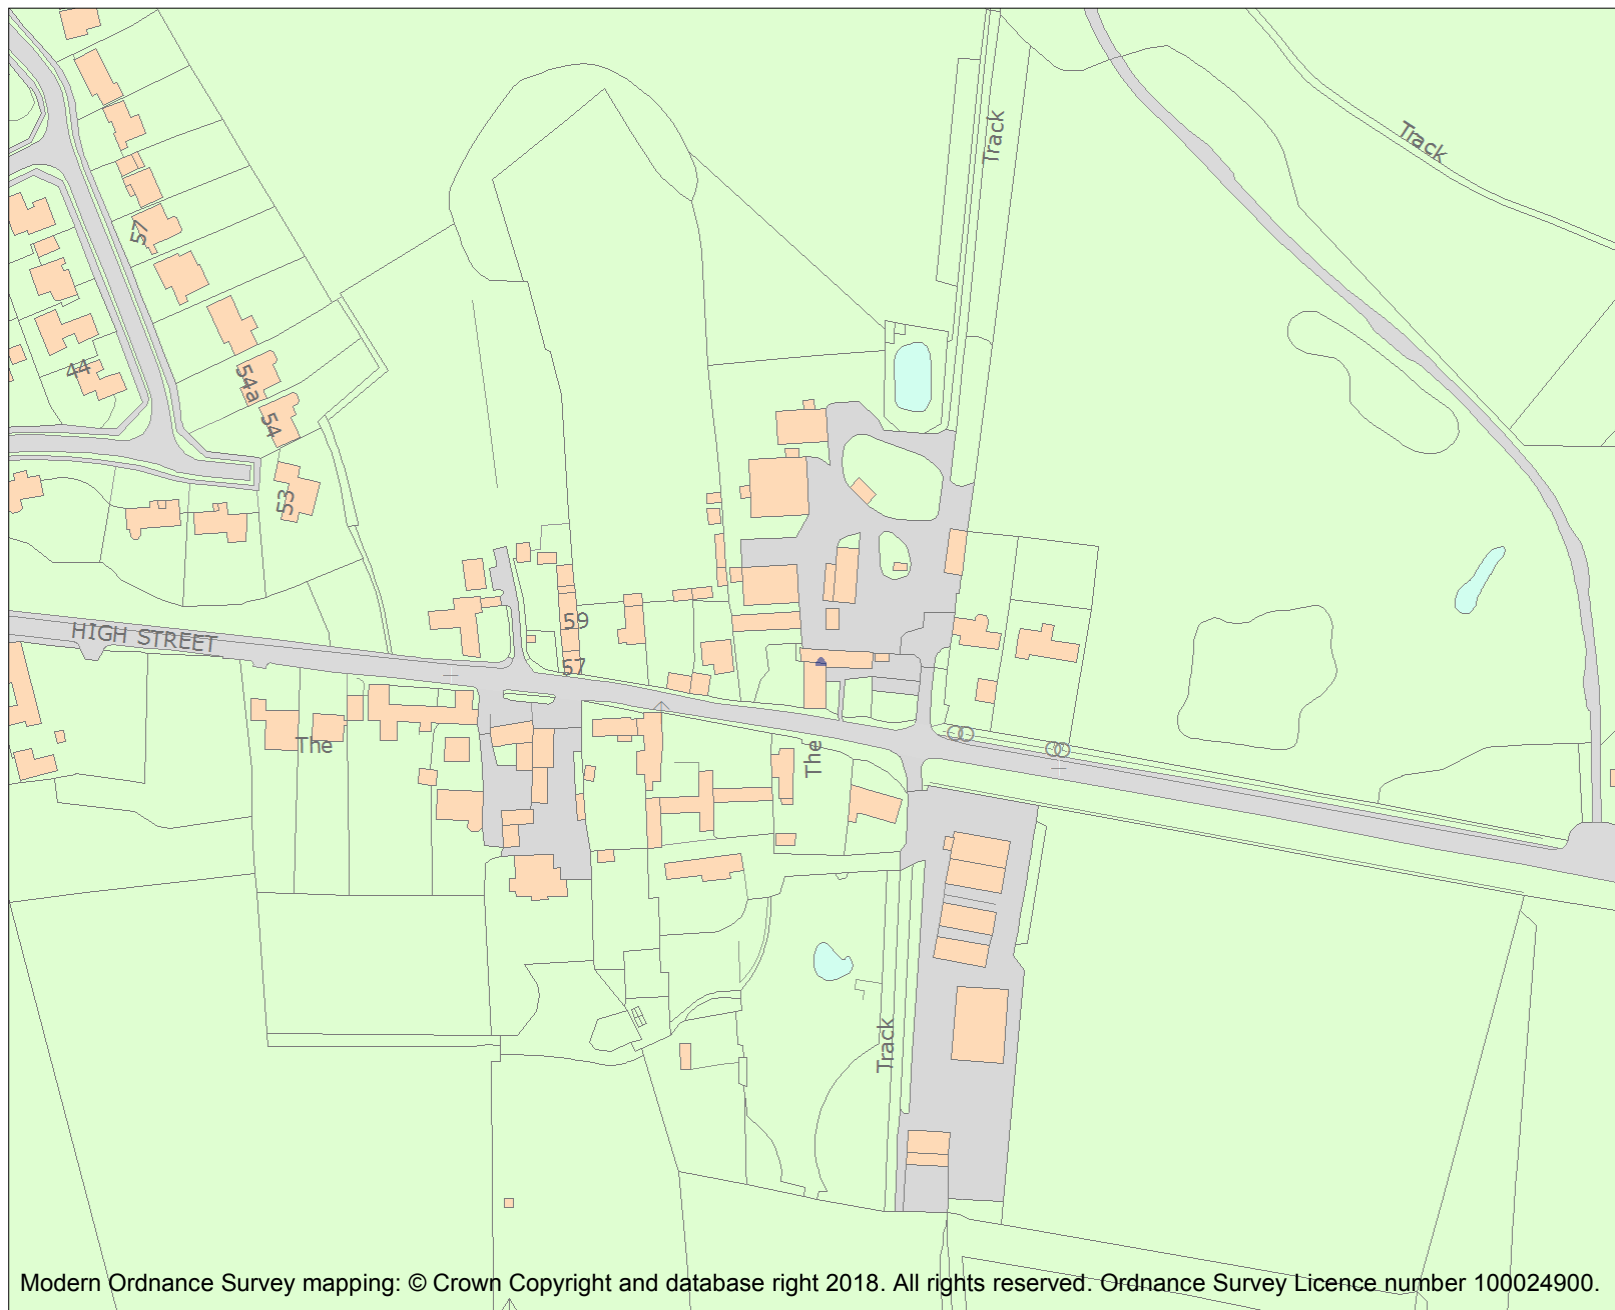 Track
Track
57
44
54a
54
53
59
HIGH STREET
57
The
The
Track
Modern Ordnance Survey mapping: © Crown Copyright and database right 2018. All rights reserved. Ordnance Survey Licence number 100024900.